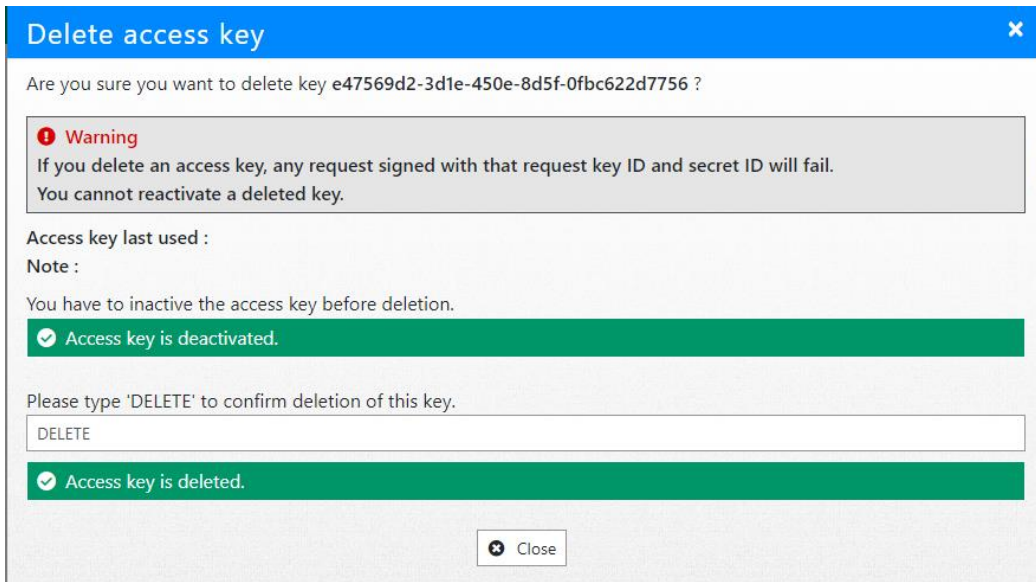 Delete access key
Are you sure you want to delete key e47569d2-3d1e-450e-8d5f-0fbc622d7756 ?
Warning
If you delete an access key, any request signed with that request key ID and secret ID will fail.
You cannot reactivate a deleted key.
Access key last used :
Note :
You have to inactive the access key before deletion.
Access key is deactivated.
Please type 'DELETE' to confirm deletion of this key.
DELETE
Access key is deleted.
Close